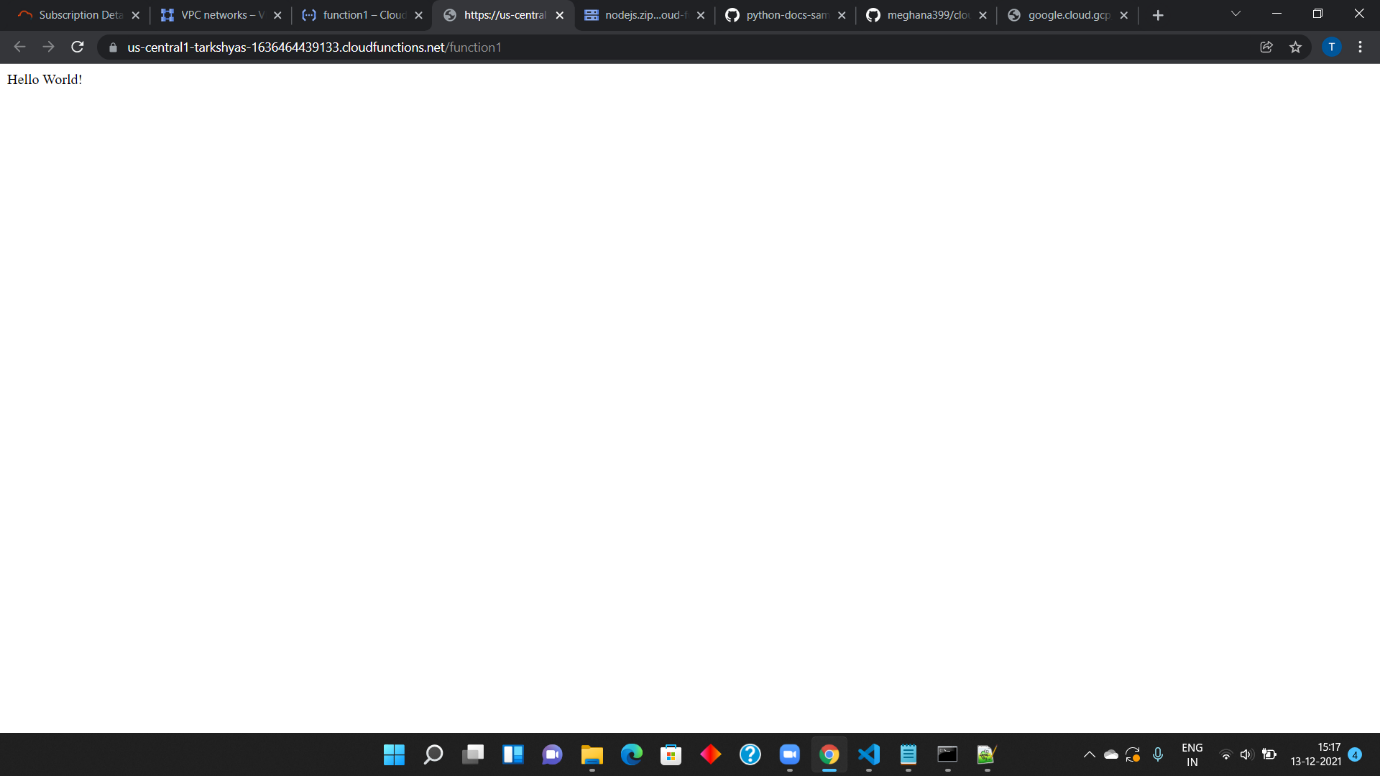 Subscription Deta
VPC networks – V
function1 – Cloud
https://us-central
nodejs.zip...oud-f
python-docs-sam
meghana399/clou
google.cloud.gcp
us-central1-tarkshyas-1636464439133.cloudfunctions.net/function1
T
Hello World!
ENG
IN
15:17
13-12-2021
4